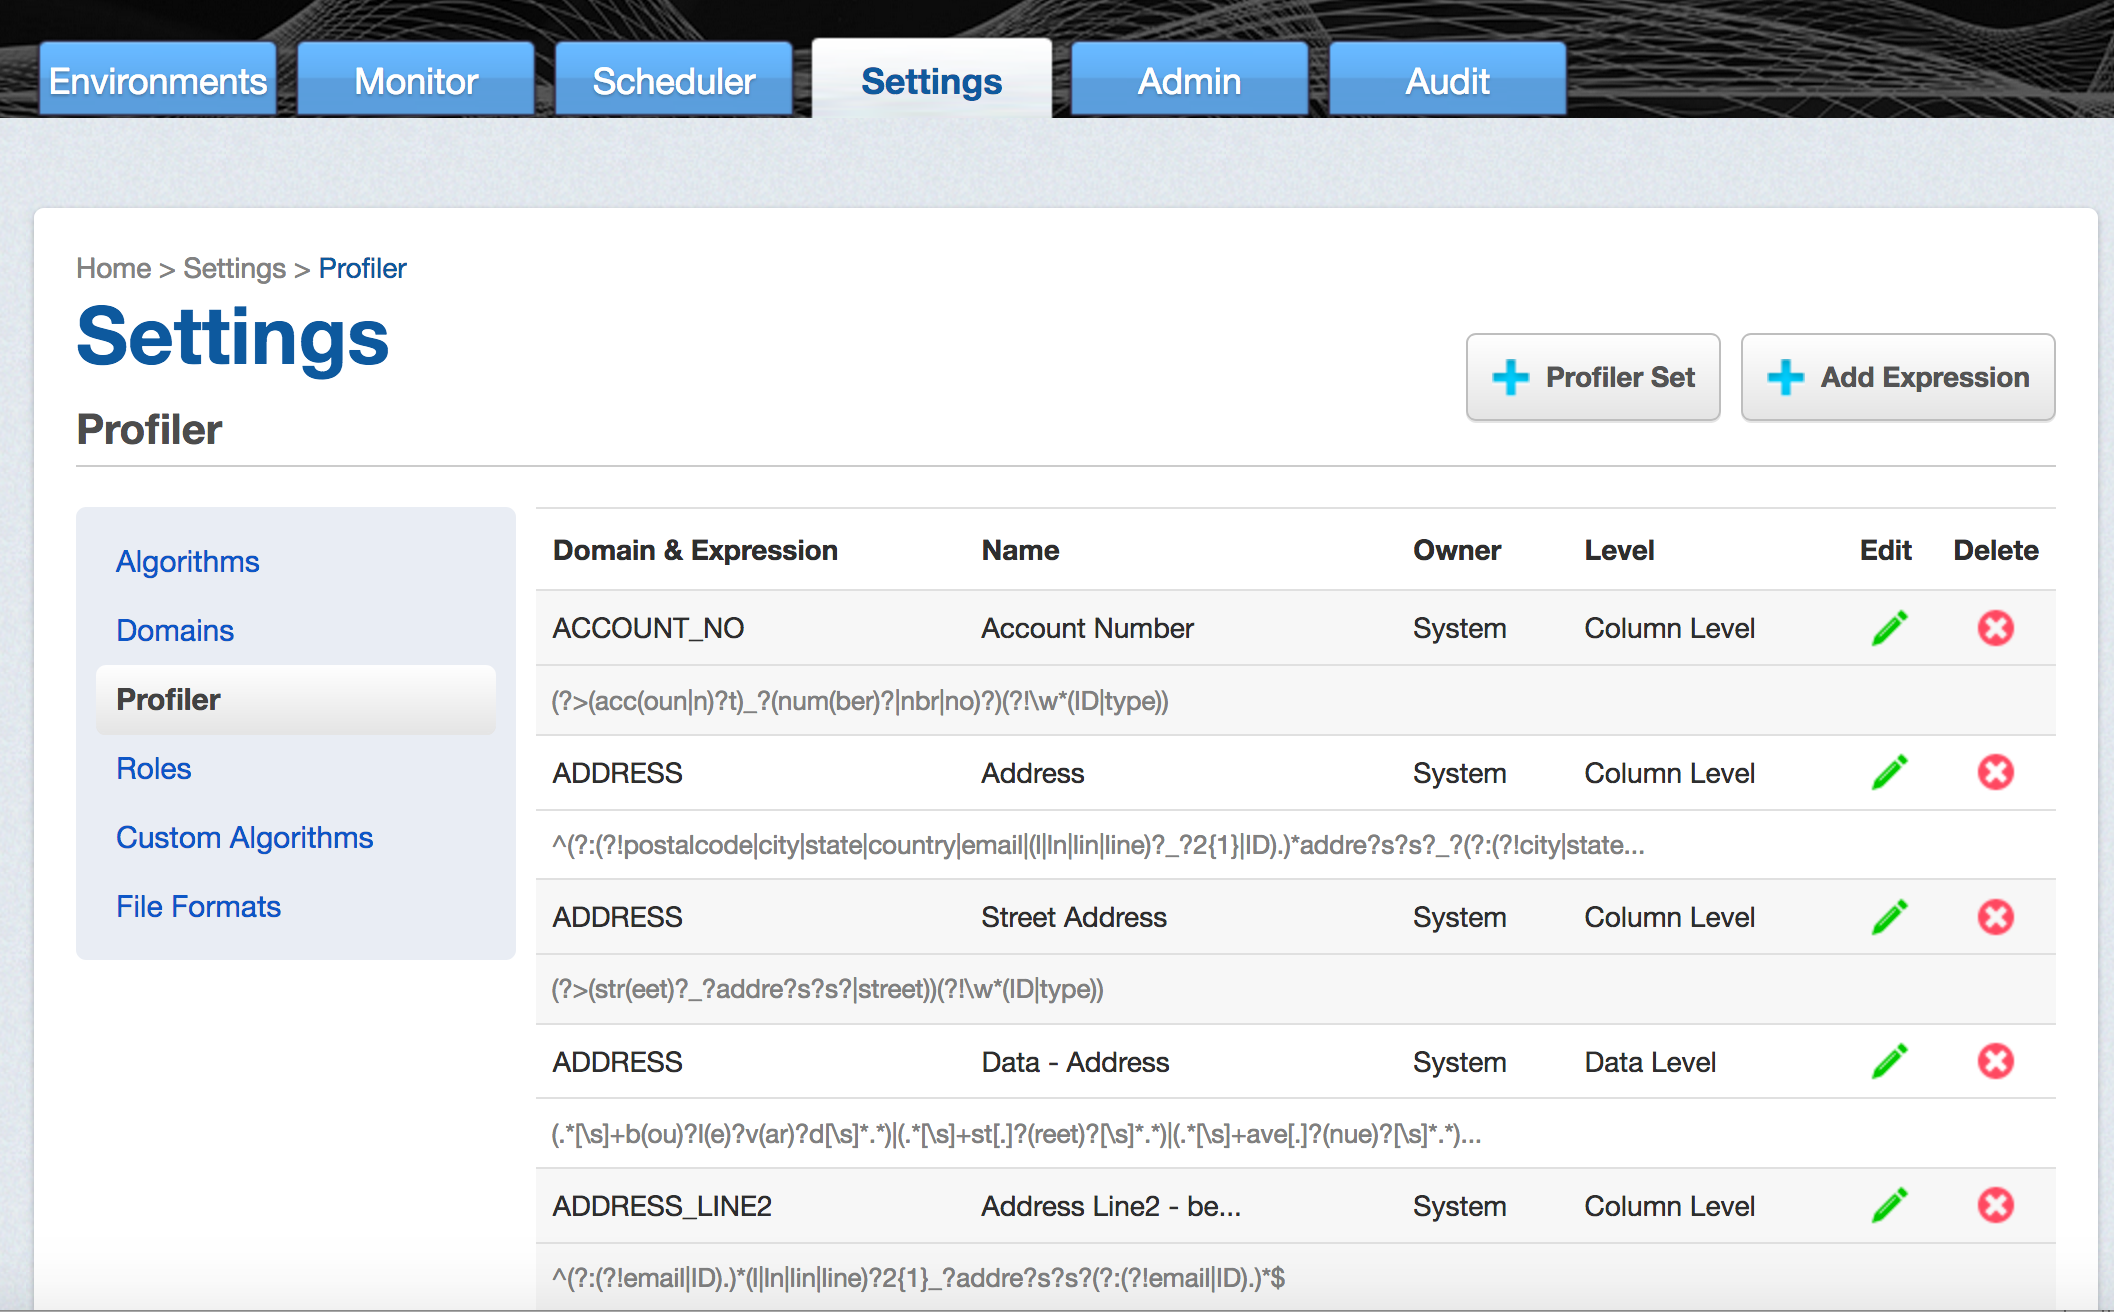 Environments Monitor Scheduler Settings Admin Audit
Home > Settings > Profiler
Settings
Profiler Set Add Expression
Profiler
Algorithms
Domains
Profiler
Roles
Custom Algorithms
File Formats
Domain & Expression Name Owner Level Edit Delete
ACCOUNT_NO Account Number System Column Level
(?>(acc(oun|n)?t)_?(num(ber)?|nbr|no)?)(?!\w*(ID|type))
ADDRESS Address System Column Level
^(?:(?!postalcode|city|state|country|email|(l|ln|lin|line)?_?2{1}|ID).)*addre?s?s?_?(?:(?!city|state...
ADDRESS Street Address System Column Level
(?>(str(eet)?_?addre?s?s?|street))(?!\w*(ID|type))
ADDRESS Data - Address System Data Level
(.*[\s]+b(ou)?l(e)?v(ar)?d[\s]*.*)|(.*[\s]+st[.]?(reet)?[\s]*.*)|(.*[\s]+ave[.]?(nue)?[\s]*.*)...
ADDRESS_LINE2 Address Line2 - be... System Column Level
^(?:(?!email|ID).)*(l|ln|lin|line)?2{1}_?addre?s?s?(?:(?!email|ID).)*$